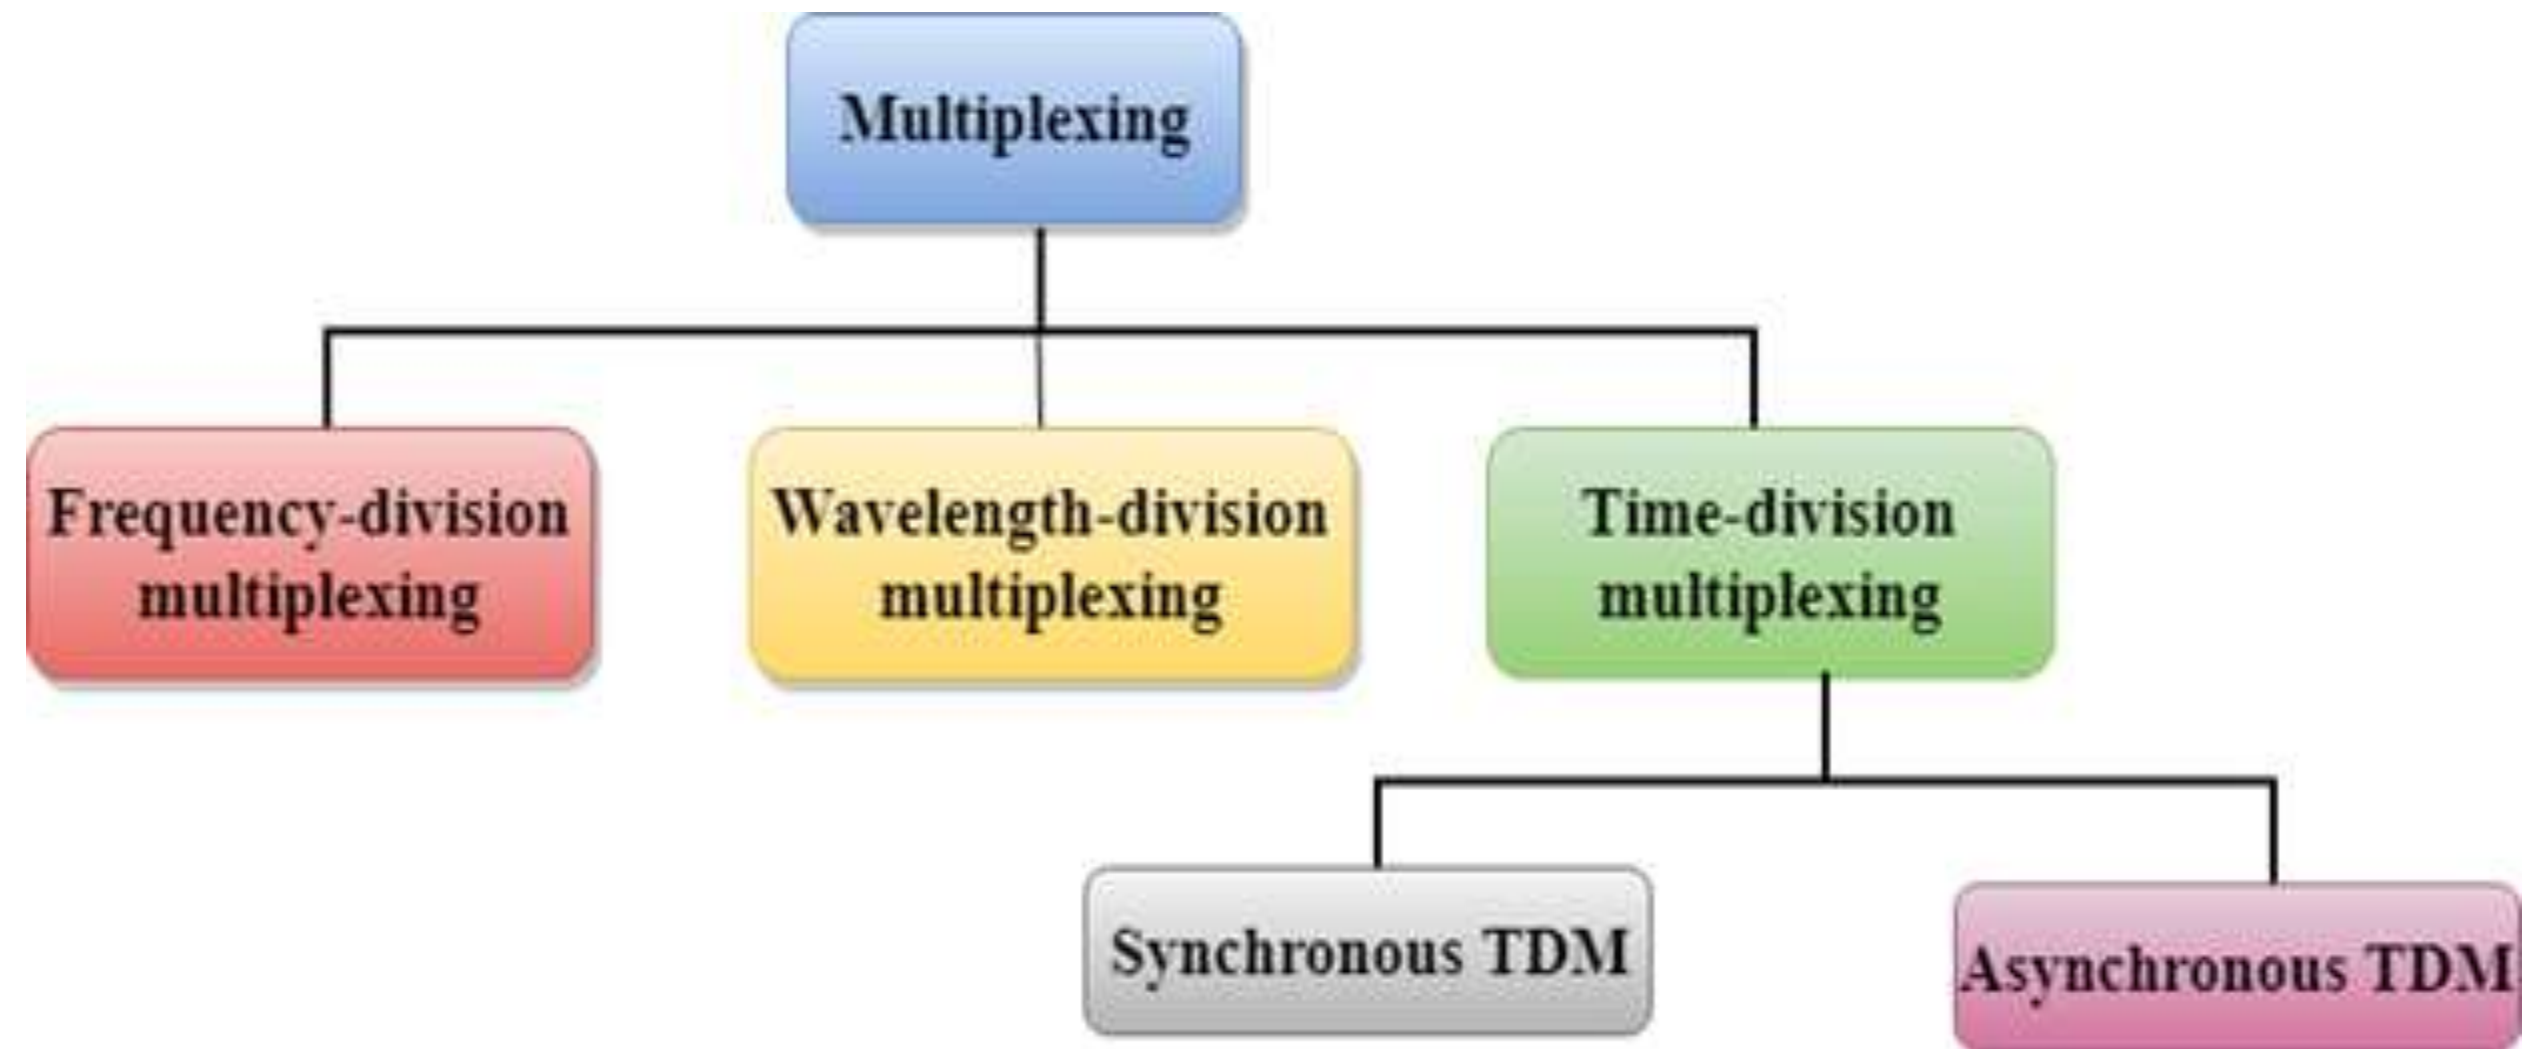 Multiplexing
Frequency-division
multiplexing
Wavelength-division
multiplexing
Time-division
multiplexing
Synchronous TDM
Asynchronous TDM